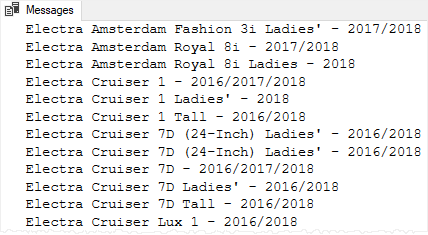 Messages
Electra Amsterdam Fashion 3i Ladies' - 2017/2018
Electra Amsterdam Royal 8i - 2017/2018
Electra Amsterdam Royal 8i Ladies - 2018
Electra Cruiser 1 - 2016/2017/2018
Electra Cruiser 1 Ladies' - 2018
Electra Cruiser 1 Tall - 2016/2018
Electra Cruiser 7D (24-Inch) Ladies' - 2016/2018
Electra Cruiser 7D (24-Inch) Ladies' - 2016/2018
Electra Cruiser 7D - 2016/2017/2018
Electra Cruiser 7D Ladies' - 2016/2018
Electra Cruiser 7D Tall - 2016/2018
Electra Cruiser Lux 1 - 2016/2018